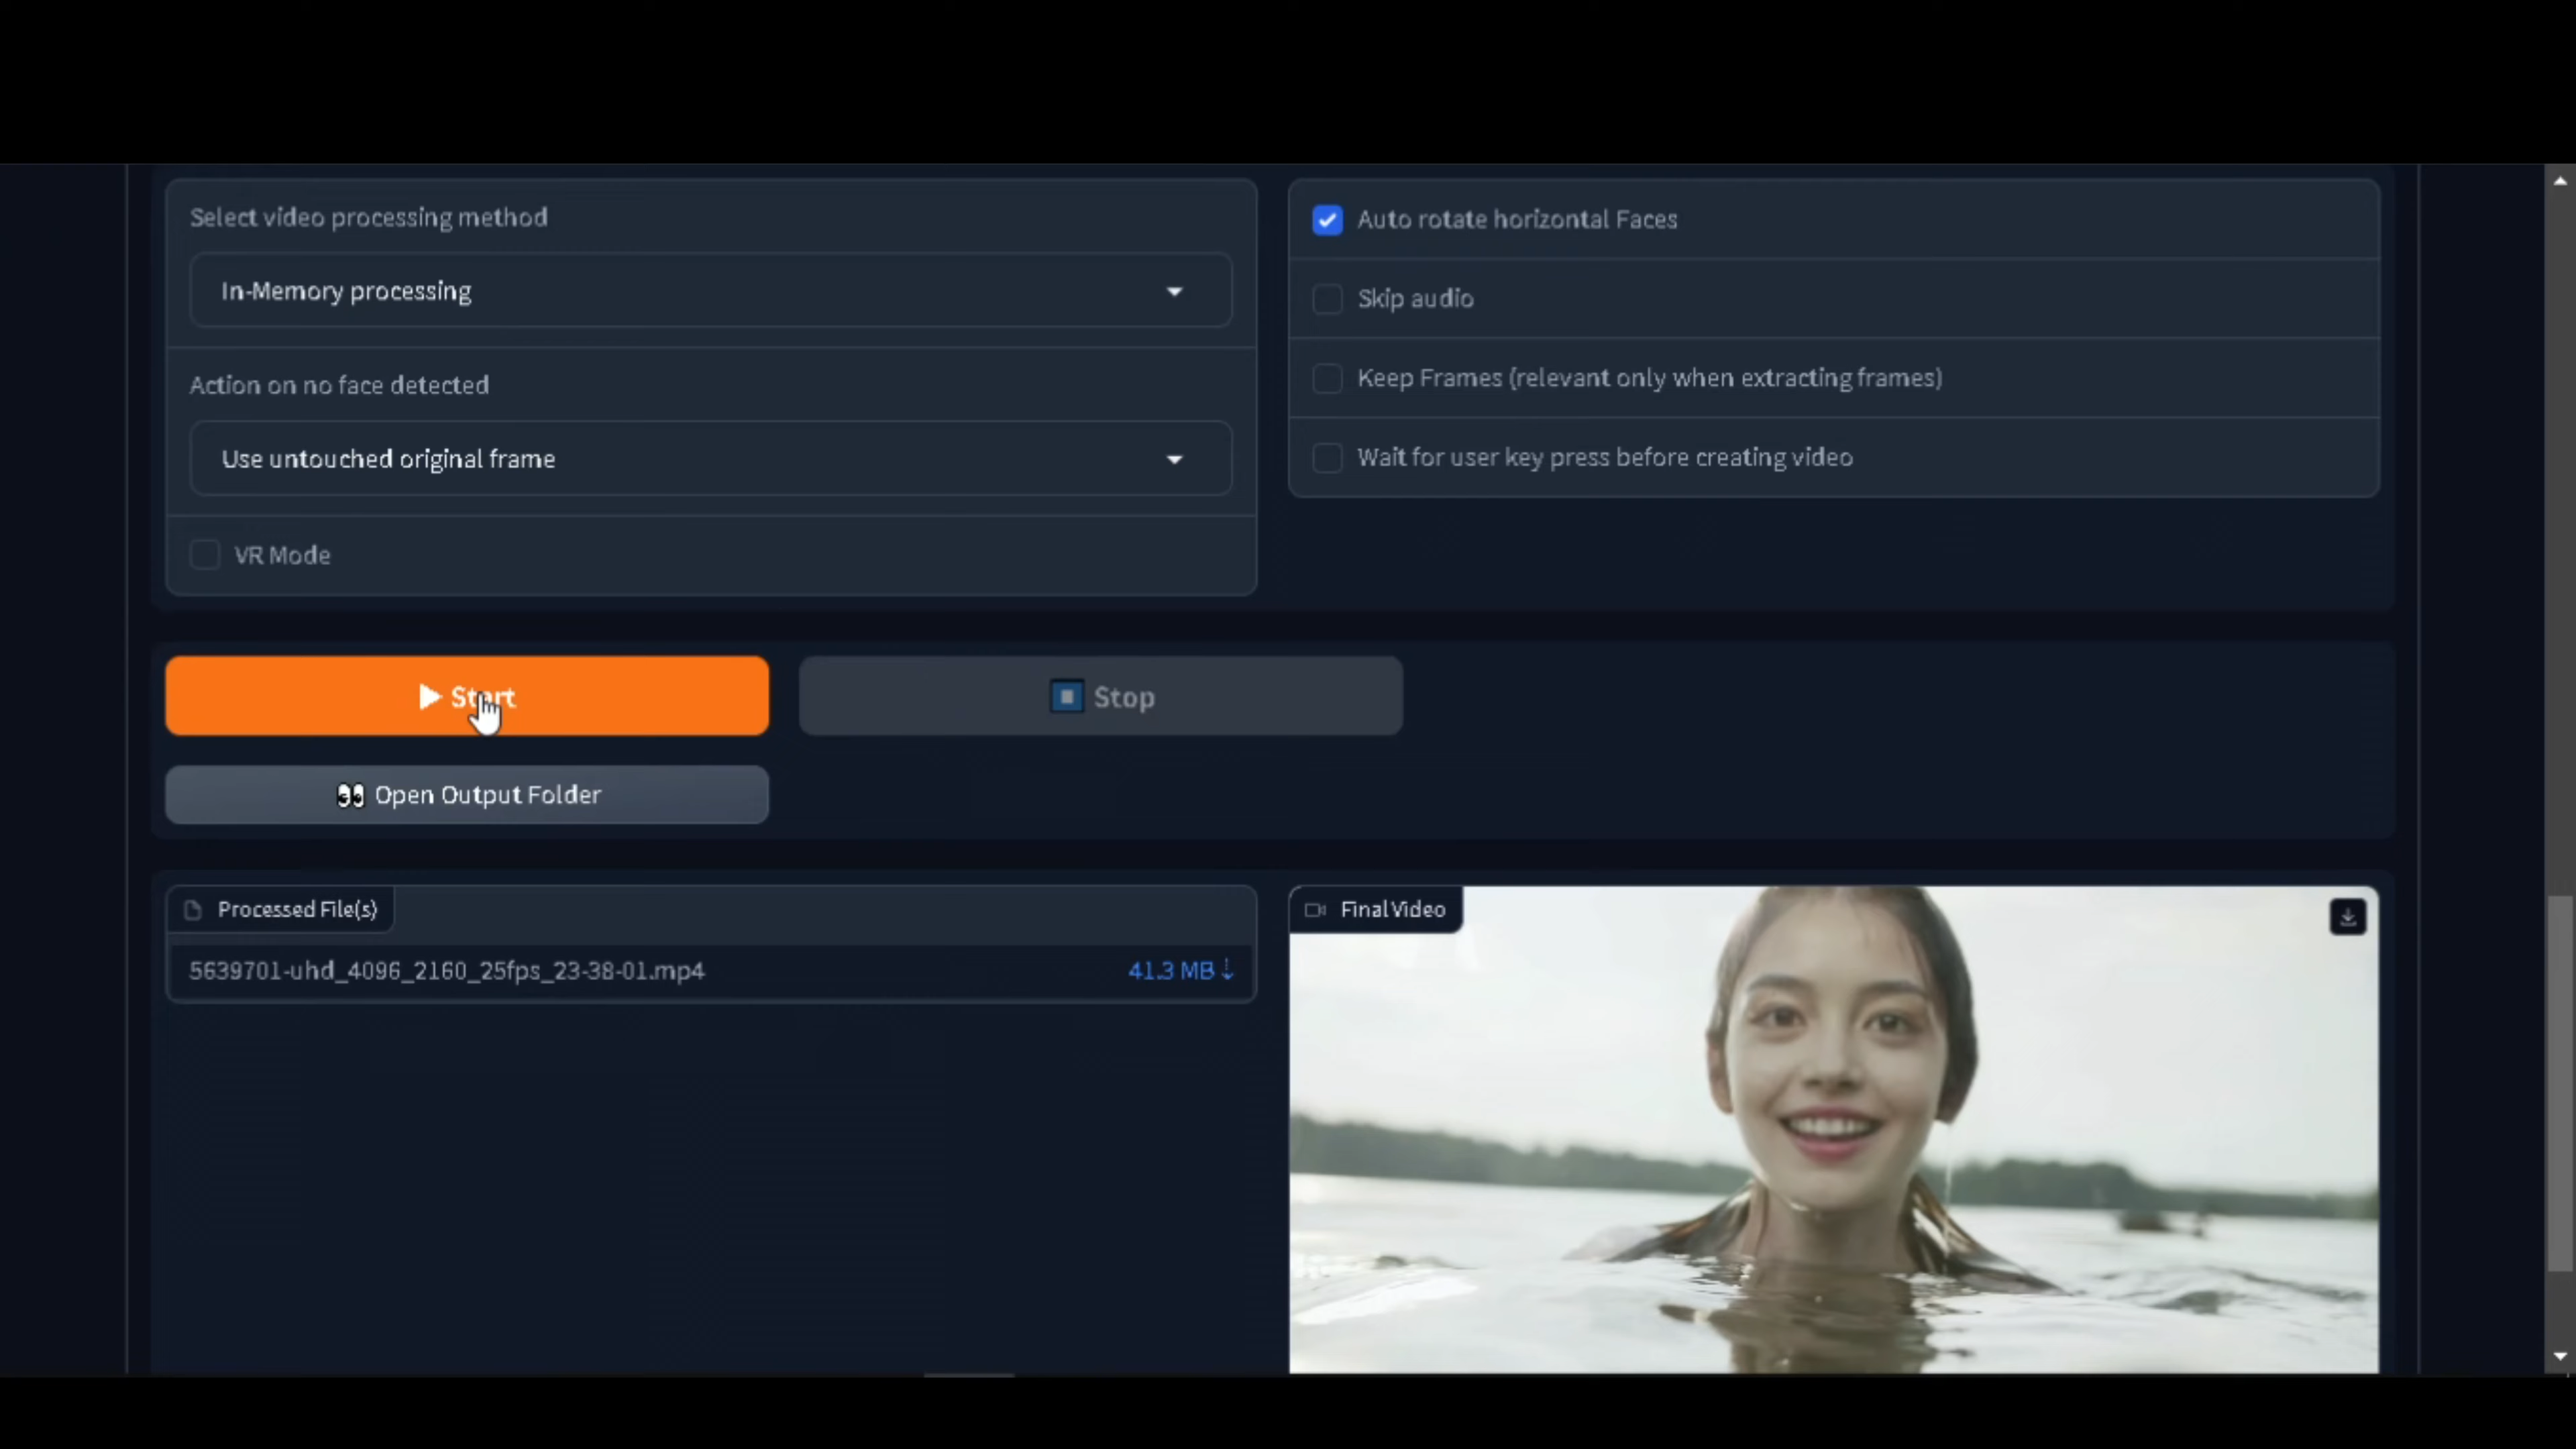 Select video processing method
In-Memory processing
Action on no face detected
Use untouched original frame
VR Mode
Auto rotate horizontal Faces
Skip audio
Keep Frames (relevant only when extracting frames)
Wait for user key press before creating video
Start
Stop
Open Output Folder
Processed File(s)
5639701-uhd_4096_2160_25fps_23-38-01.mp4
41.3 MB ↓
Final Video